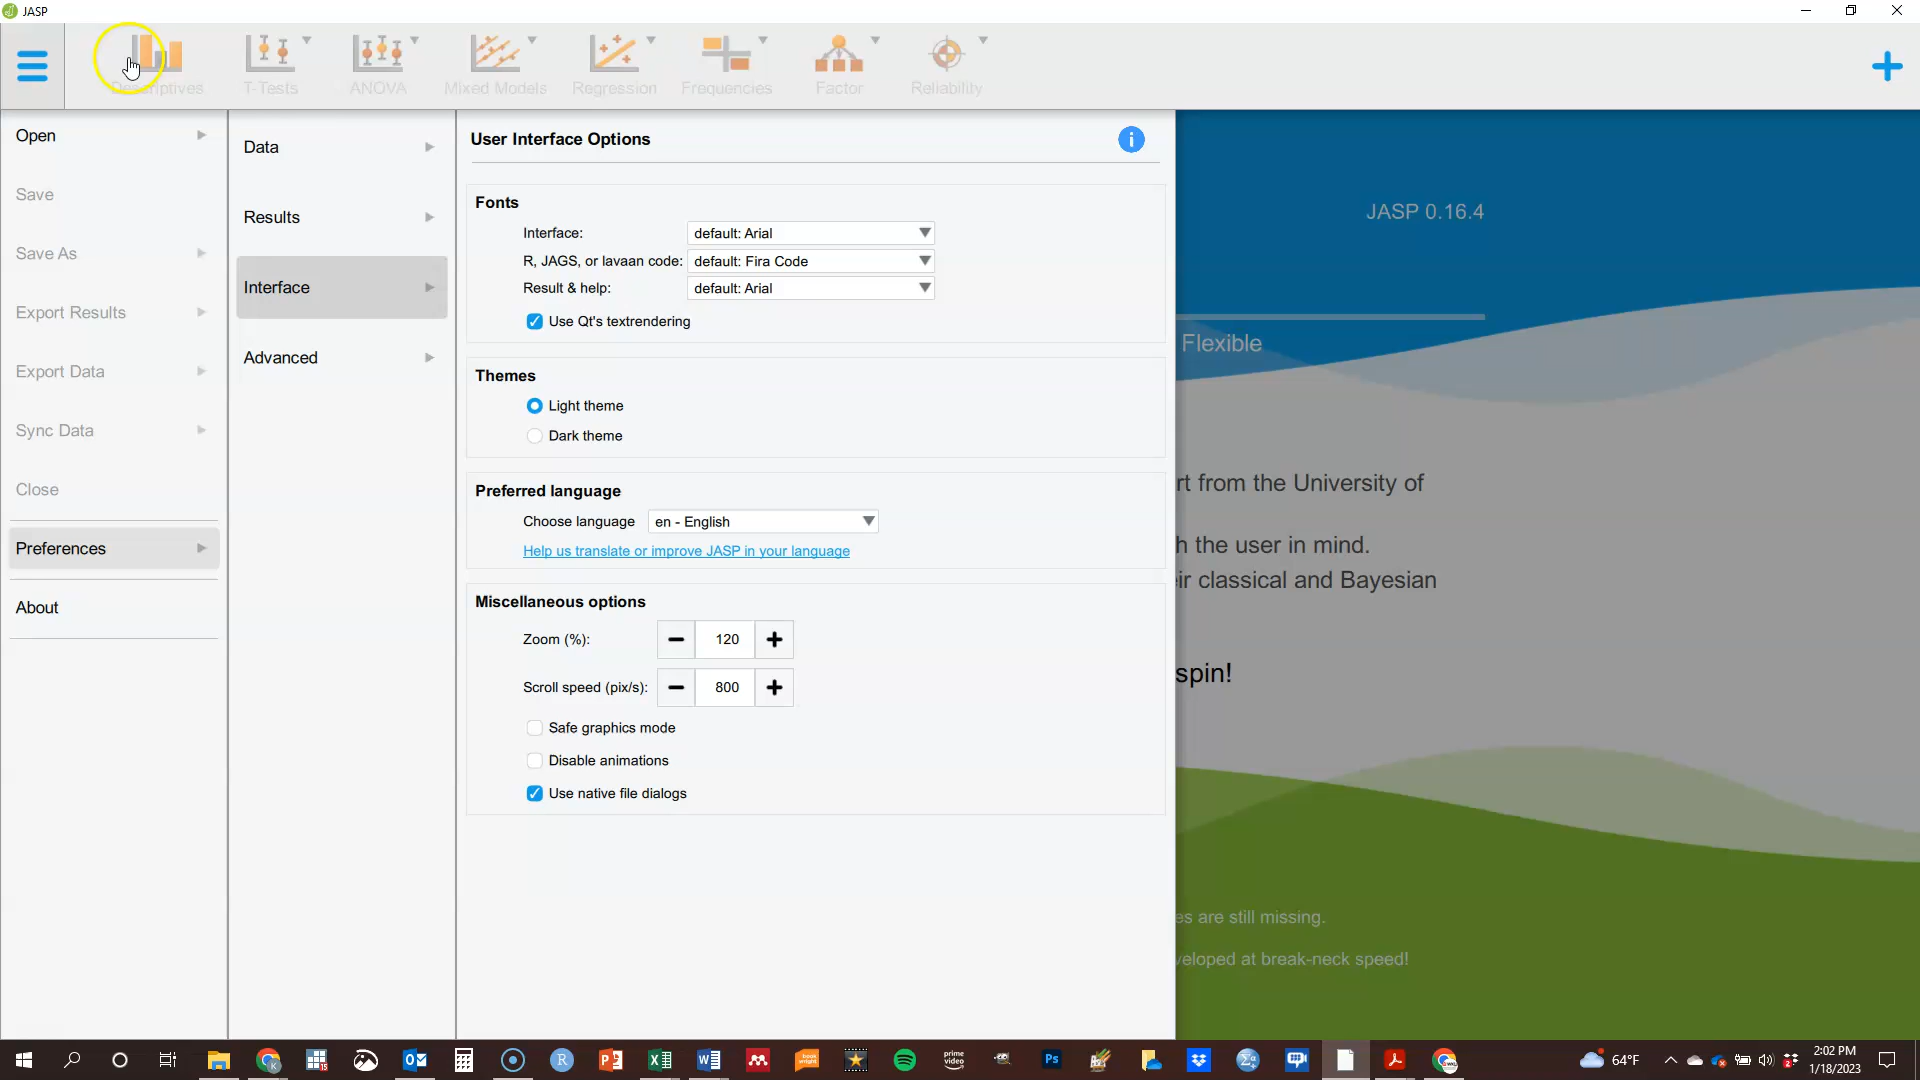 JASP
Descriptives
T-Tests
ANOVA
Mixed Models
Regression
Frequencies
Factor
Reliability
Open
Save
Save As
Export Results
Export Data
Sync Data
Close
Preferences
About
Data
Results
Interface
Advanced
User Interface Options
Fonts
Interface: default: Arial
R, JAGS, or lavaan code: default: Fira Code
Result & help: default: Arial
Use Qt's textrendering
Themes
Light theme
Dark theme
Preferred language
Choose language en - English
Help us translate or improve JASP in your language
Miscellaneous options
Zoom (%): 120
Scroll speed (pix/s): 800
Safe graphics mode
Disable animations
Use native file dialogs
JASP 0.16.4
Flexible
rt from the University of
h the user in mind.
ir classical and Bayesian
spin!
es are still missing.
veloped at break-neck speed!
64°F
2:02 PM
1/18/2023